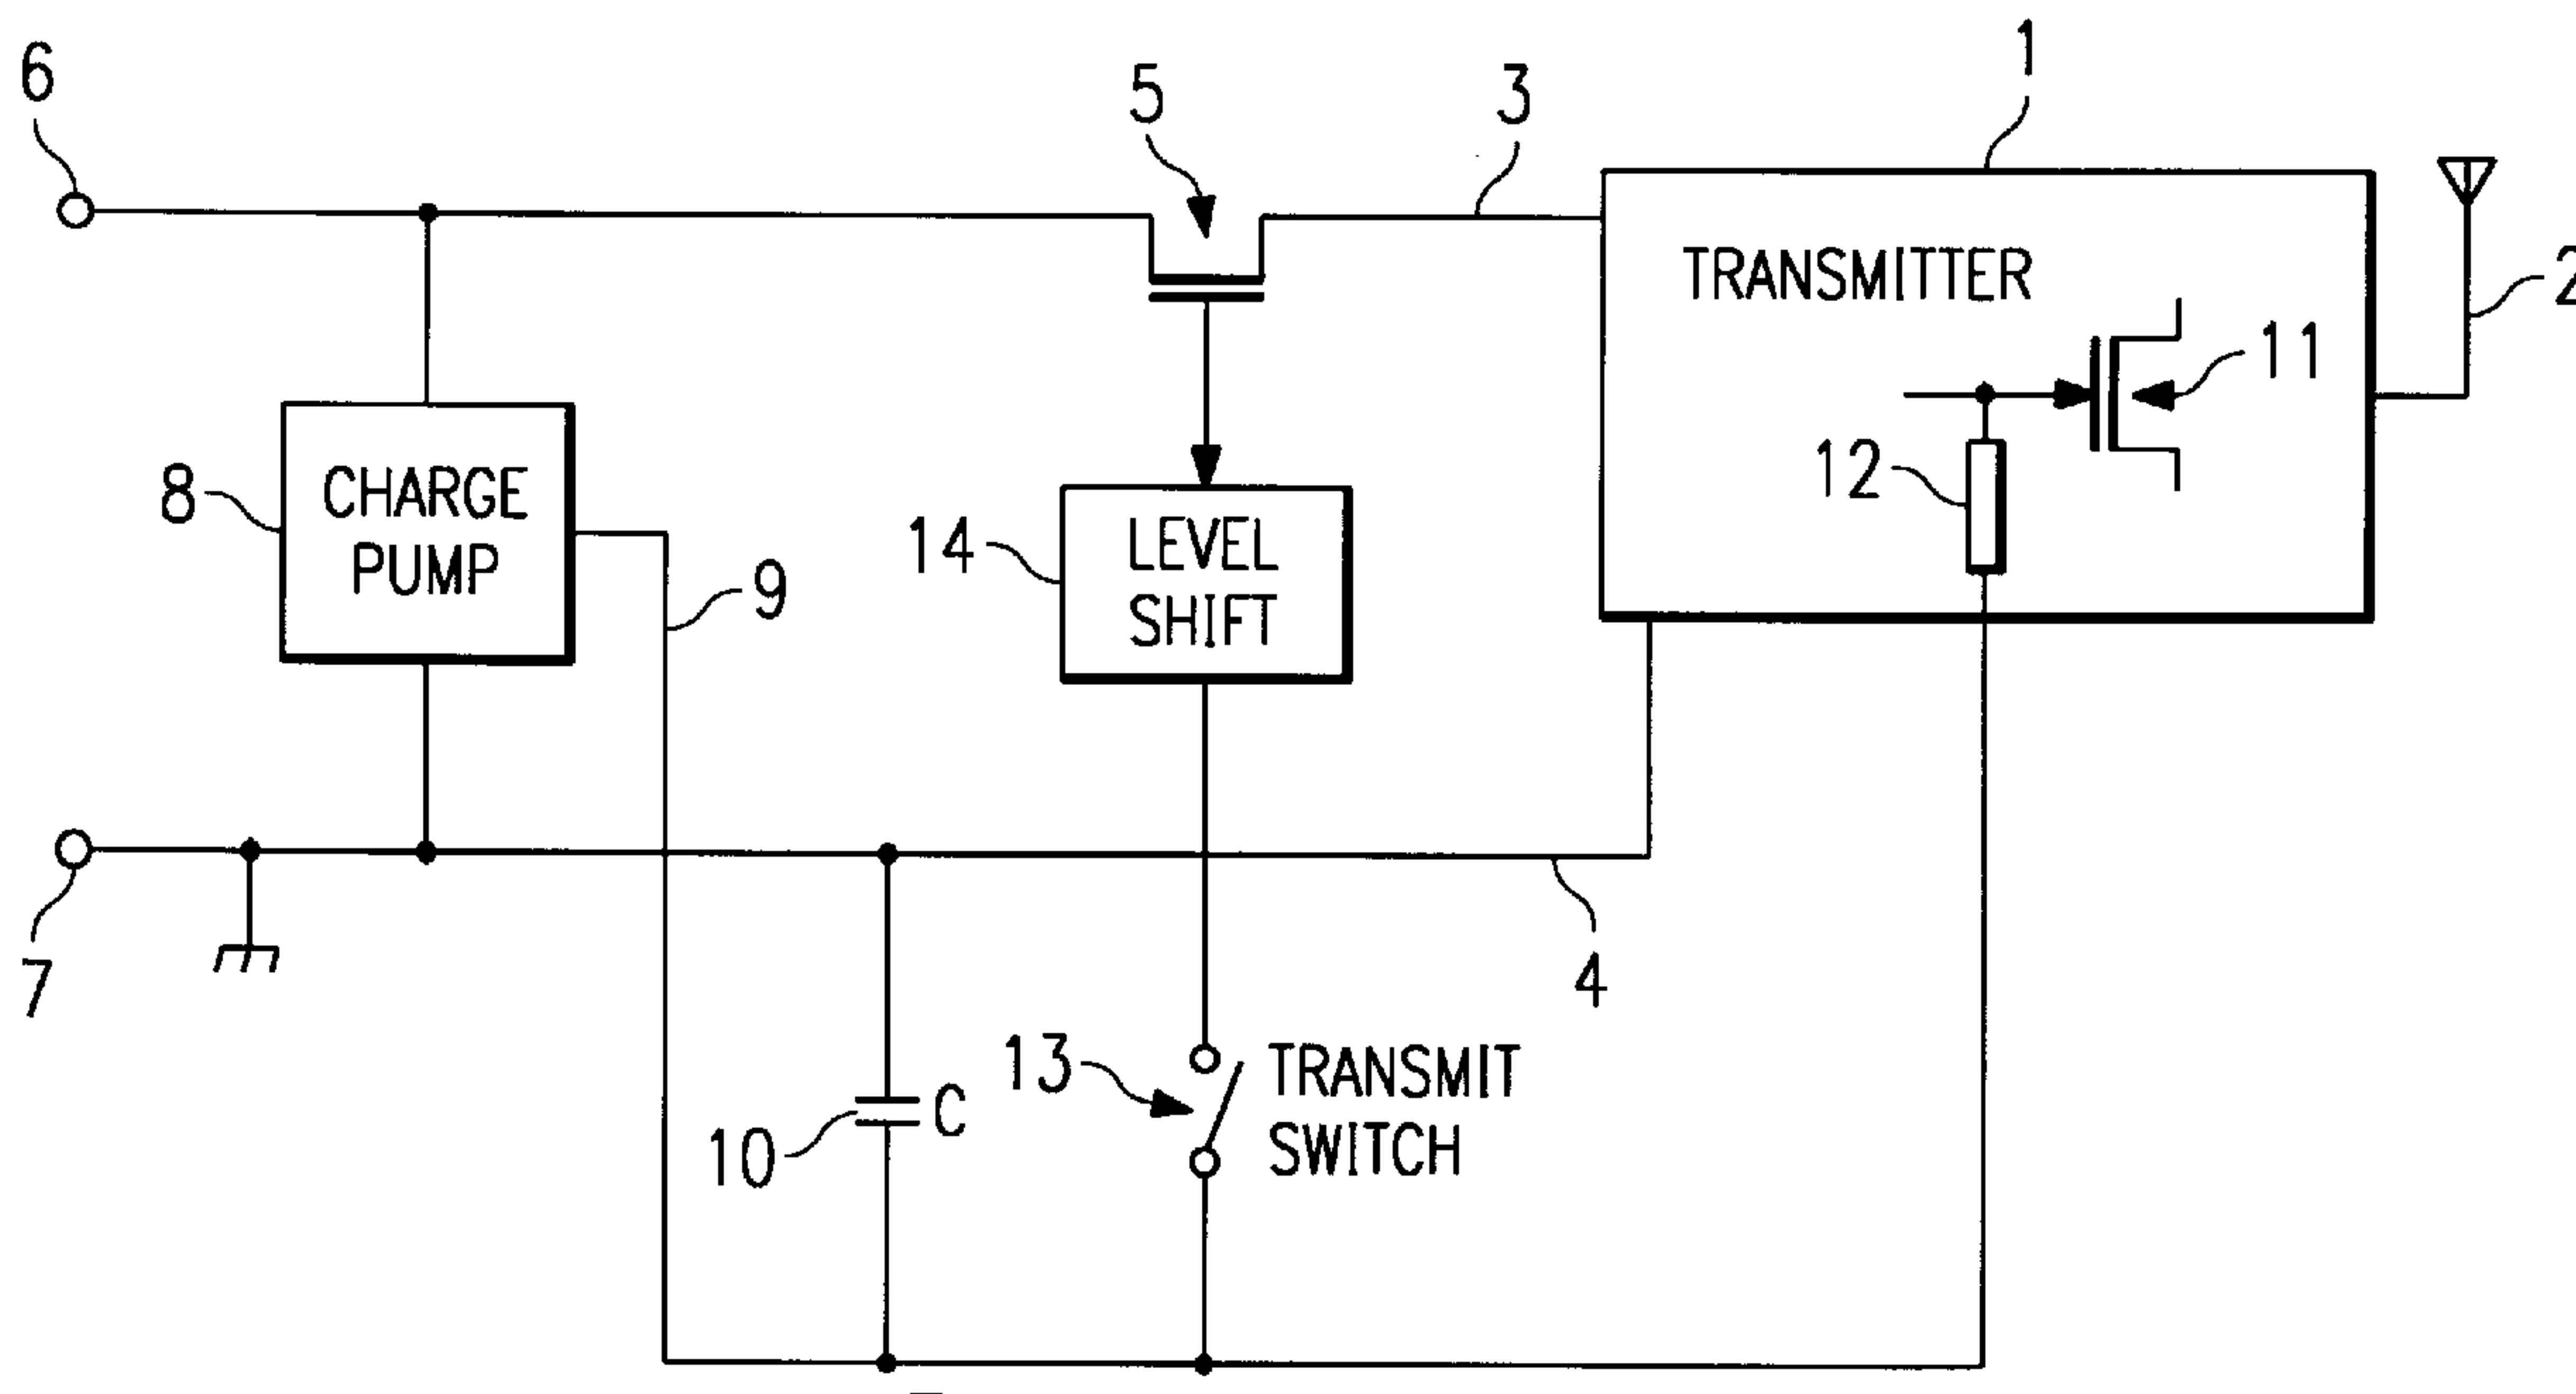 1
6
5
3
TRANSMITTER
2
11
12
8
CHARGE
PUMP
14
LEVEL
SHIFT
9
7
4
13
TRANSMIT
SWITCH
10
C